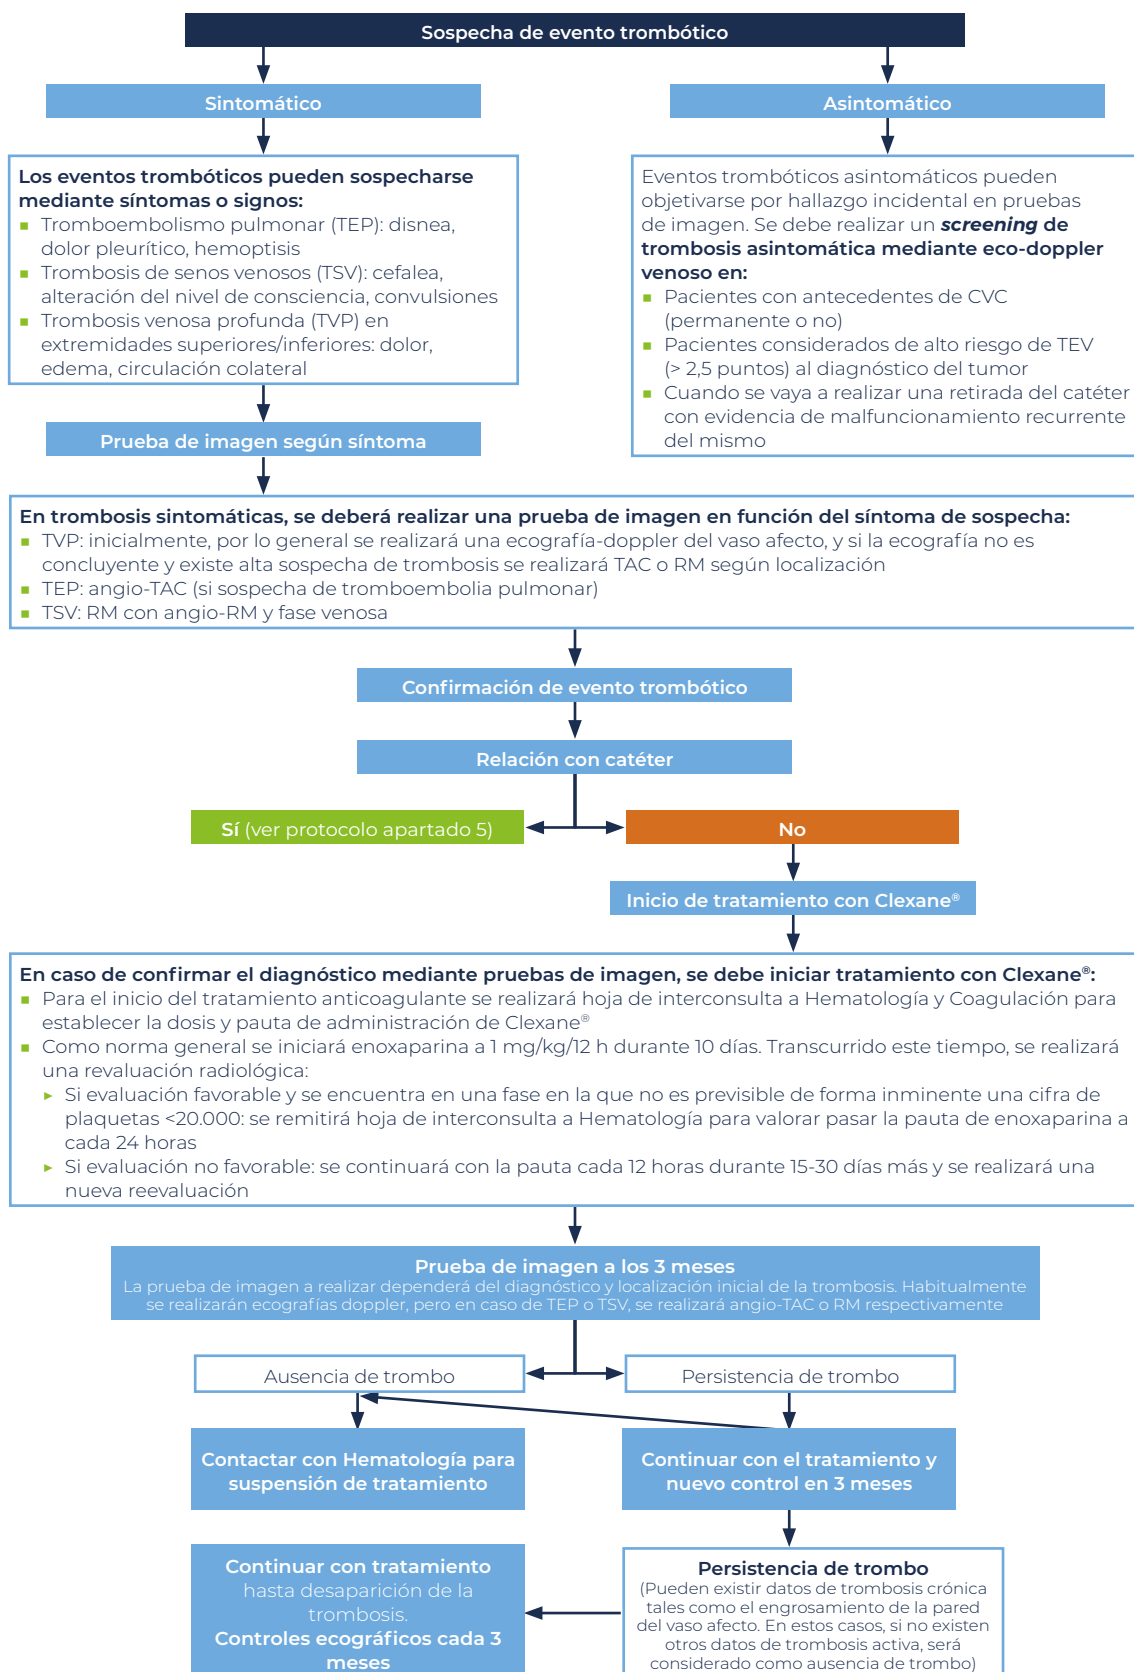 Sospecha de evento trombótico
Sintomático
Asintomático
Los eventos trombóticos pueden sospecharse
mediante síntomas o signos:
▪ Tromboembolismo pulmonar (TEP): disnea,
dolor pleurítico, hemoptisis
▪ Trombosis de senos venosos (TSV): cefalea,
alteración del nivel de consciencia, convulsiones
▪ Trombosis venosa profunda (TVP) en
extremidades superiores/inferiores: dolor,
edema, circulación colateral
Eventos trombóticos asintomáticos pueden
objetivarse por hallazgo incidental en pruebas
de imagen. Se debe realizar un screening de
trombosis asintomática mediante eco-doppler
venoso en:
▪ Pacientes con antecedentes de CVC
(permanente o no)
▪ Pacientes considerados de alto riesgo de TEV
(> 2,5 puntos) al diagnóstico del tumor
▪ Cuando se vaya a realizar una retirada del catéter
con evidencia de malfuncionamiento recurrente
del mismo
Prueba de imagen según síntoma
En trombosis sintomáticas, se deberá realizar una prueba de imagen en función del síntoma de sospecha:
▪ TVP: inicialmente, por lo general se realizará una ecografía-doppler del vaso afecto, y si la ecografía no es
concluyente y existe alta sospecha de trombosis se realizará TAC o RM según localización
▪ TEP: angio-TAC (si sospecha de tromboembolia pulmonar)
▪ TSV: RM con angio-RM y fase venosa
Confirmación de evento trombótico
Relación con catéter
Sí (ver protocolo apartado 5)
No
Inicio de tratamiento con Clexane®
En caso de confirmar el diagnóstico mediante pruebas de imagen, se debe iniciar tratamiento con Clexane®:
▪ Para el inicio del tratamiento anticoagulante se realizará hoja de interconsulta a Hematología y Coagulación para
establecer la dosis y pauta de administración de Clexane®
▪ Como norma general se iniciará enoxaparina a 1 mg/kg/12 h durante 10 días. Transcurrido este tiempo, se realizará
una revaluación radiológica:
► Si evaluación favorable y se encuentra en una fase en la que no es previsible de forma inminente una cifra de
plaquetas <20.000: se remitirá hoja de interconsulta a Hematología para valorar pasar la pauta de enoxaparina a
cada 24 horas
► Si evaluación no favorable: se continuará con la pauta cada 12 horas durante 15-30 días más y se realizará una
nueva reevaluación
Prueba de imagen a los 3 meses
La prueba de imagen a realizar dependerá del diagnóstico y localización inicial de la trombosis. Habitualmente
se realizarán ecografías doppler, pero en caso de TEP o TSV, se realizará angio-TAC o RM respectivamente
Ausencia de trombo
Persistencia de trombo
Contactar con Hematología para
suspensión de tratamiento
Continuar con el tratamiento y
nuevo control en 3 meses
Continuar con tratamiento
hasta desaparición de la
trombosis.
Controles ecográficos cada 3
meses
Persistencia de trombo
(Pueden existir datos de trombosis crónica
tales como el engrosamiento de la pared
del vaso afecto. En estos casos, si no existen
otros datos de trombosis activa, será
considerado como ausencia de trombo)